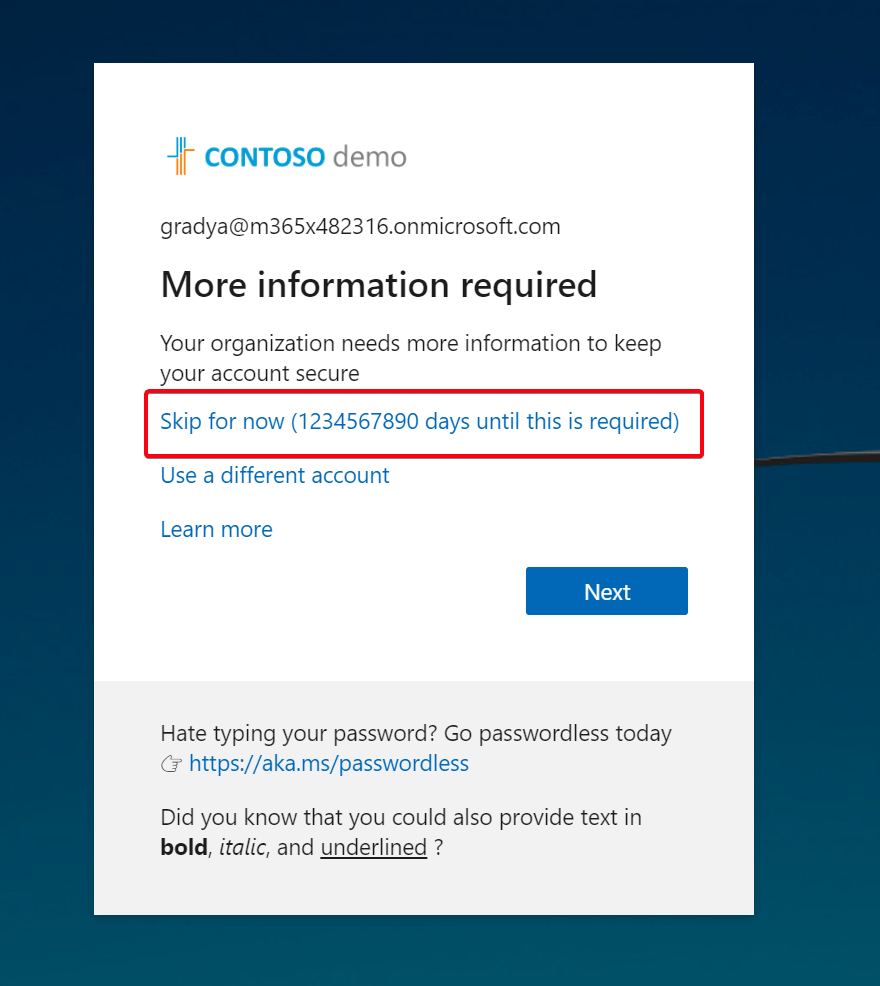 CONTOSO demo
gradya@m365x482316.onmicrosoft.com
More information required
Your organization needs more information to keep
your account secure
Skip for now (1234567890 days until this is required)
Use a different account
Learn more
Next
Hate typing your password? Go passwordless today
👉 https://aka.ms/passwordless
Did you know that you could also provide text in
bold, italic, and underlined ?